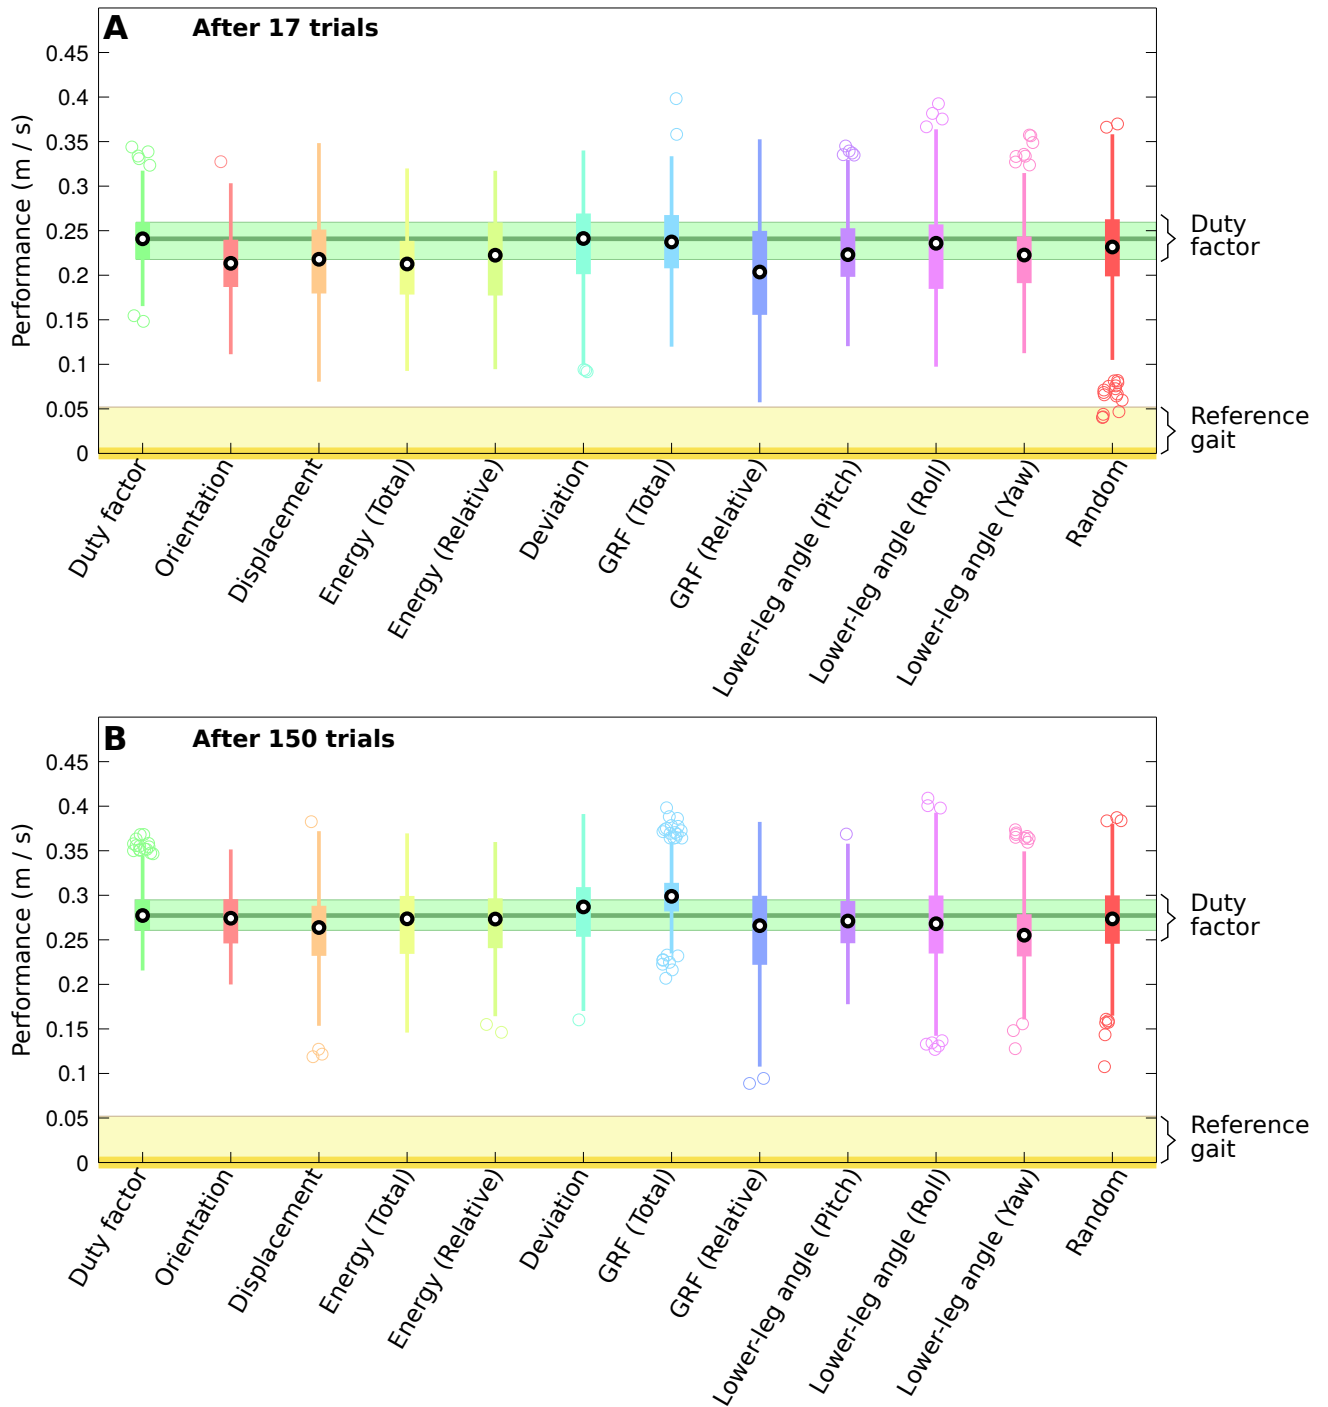 A After 17 trials
Performance (m / s)
0.45
0.4
0.35
0.3
0.25
0.2
0.15
0.1
0.05
0
Duty
factor
Reference
gait
Duty factor
Orientation
Displacement
Energy (Total)
Energy (Relative)
Deviation
GRF (Total)
GRF (Relative)
Lower-leg angle (Pitch)
Lower-leg angle (Roll)
Lower-leg angle (Yaw)
Random
B After 150 trials
Performance (m / s)
0.45
0.4
0.35
0.3
0.25
0.2
0.15
0.1
0.05
0
Duty
factor
Reference
gait
Duty factor
Orientation
Displacement
Energy (Total)
Energy (Relative)
Deviation
GRF (Total)
GRF (Relative)
Lower-leg angle (Pitch)
Lower-leg angle (Roll)
Lower-leg angle (Yaw)
Random